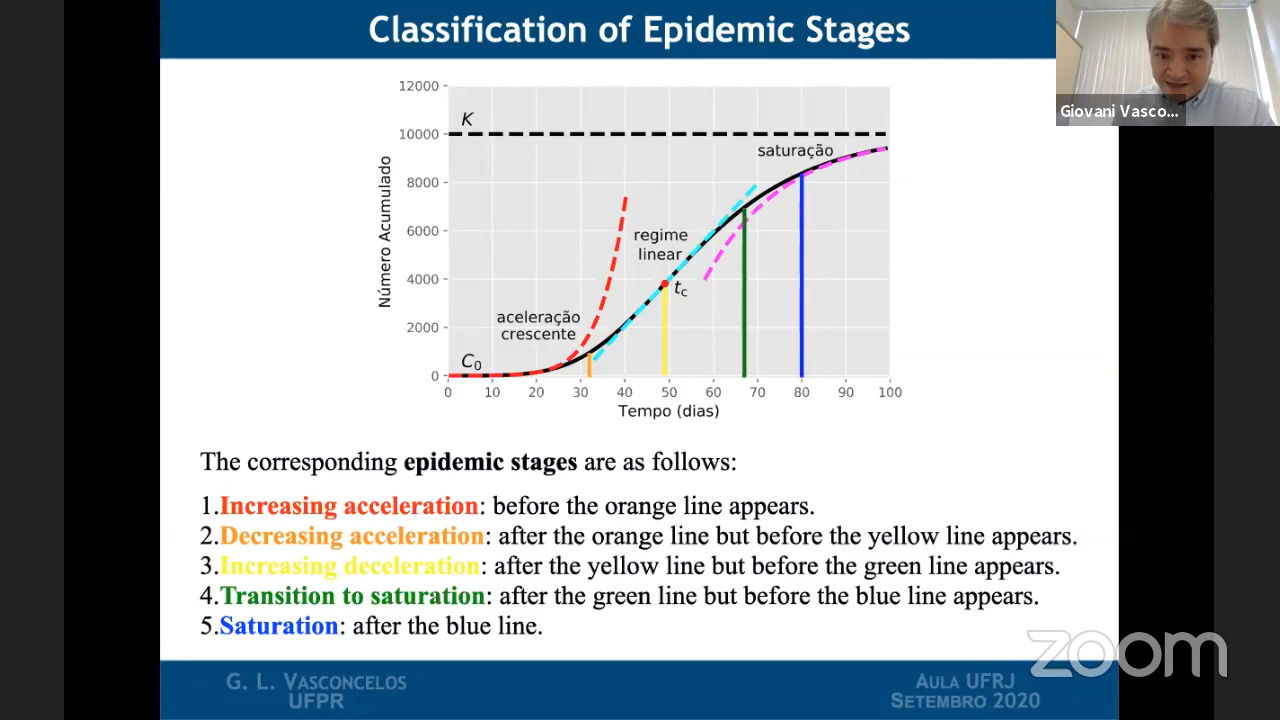 Classification of Epidemic Stages
Giovani Vasco...
12000
K
10000
saturação
8000
6000
regime
linear
4000
tc
aceleração
crescente
2000
C0
0
Número Acumulado
0 10 20 30 40 50 60 70 80 90 100
Tempo (dias)
The corresponding epidemic stages are as follows:
1.Increasing acceleration: before the orange line appears.
2.Decreasing acceleration: after the orange line but before the yellow line appears.
3.Increasing deceleration: after the yellow line but before the green line appears.
4.Transition to saturation: after the green line but before the blue line appears.
5.Saturation: after the blue line.
zoom
G. L. Vasconcelos
UFPR
Aula UFRJ
Setembro 2020